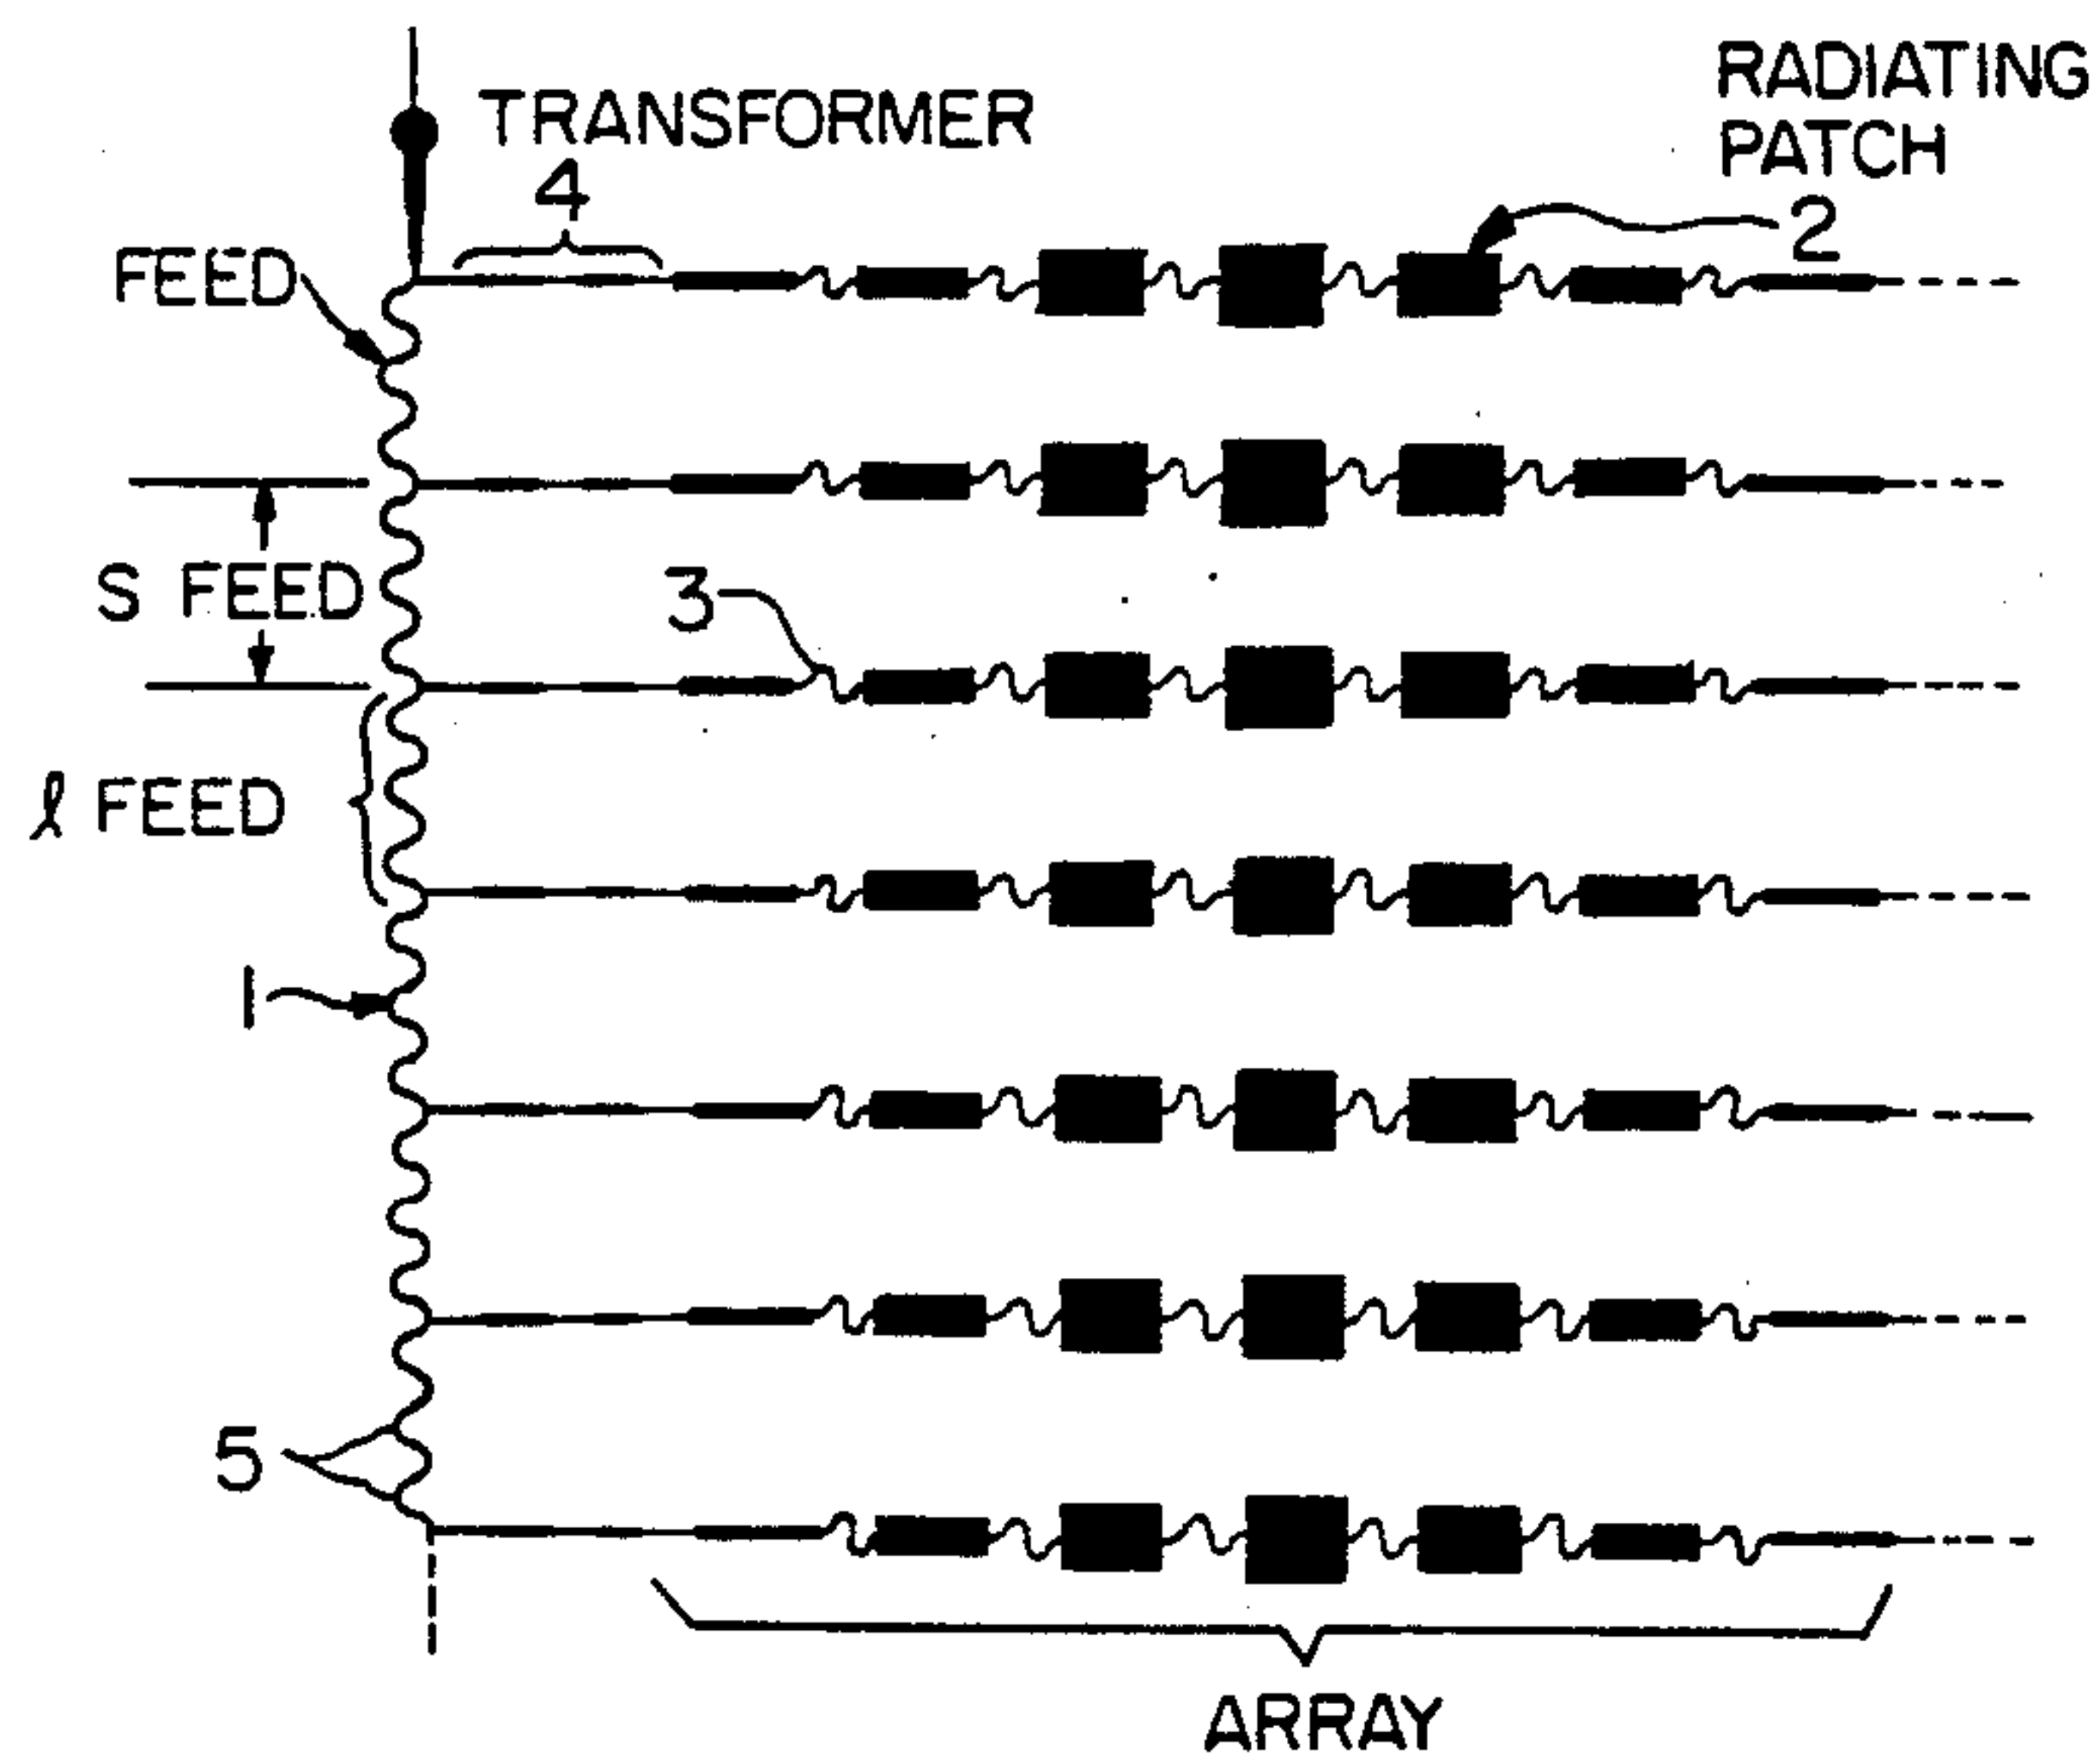 RADIATING
PATCH
2
TRANSFORMER
4
FEED
S FEED
3
ℓ FEED
1
5
ARRAY